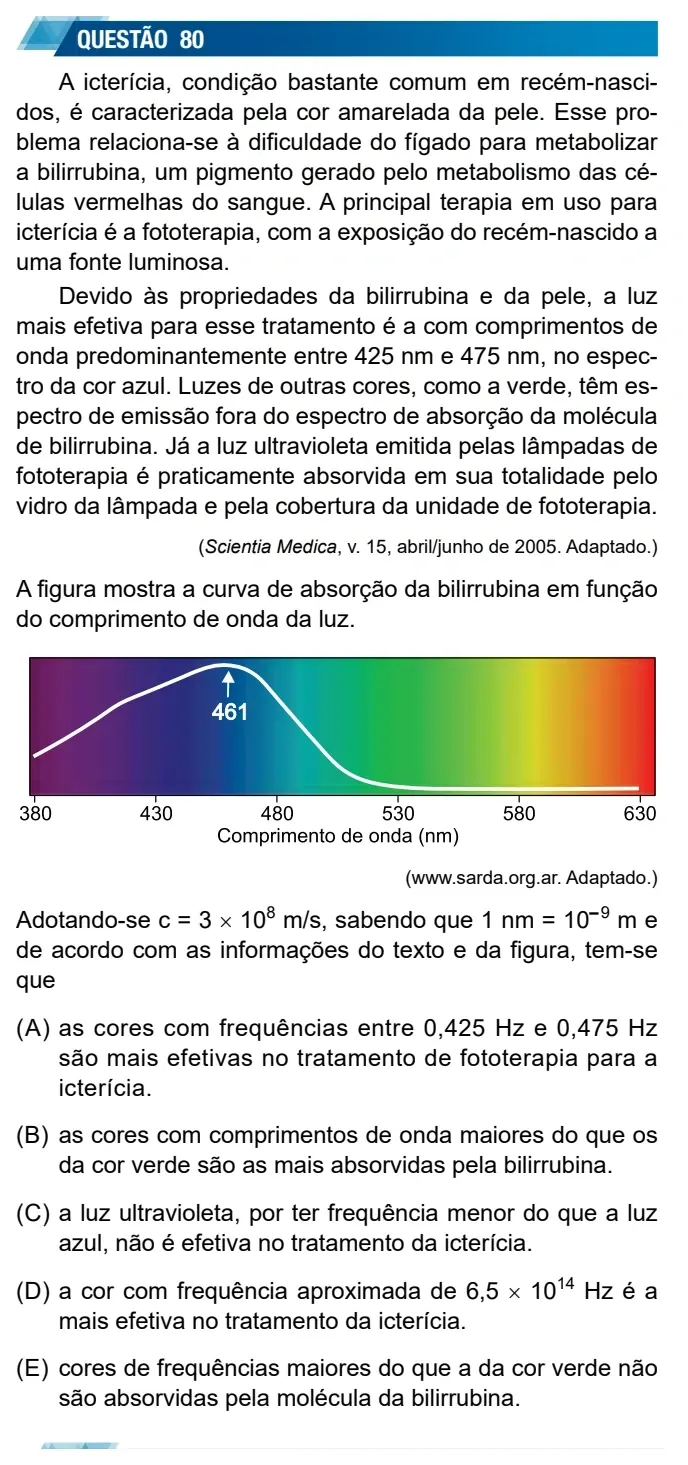 QUESTÃO 80
A icterícia, condição bastante comum em recém-nasci-
dos, é caracterizada pela cor amarelada da pele. Esse pro-
blema relaciona-se à dificuldade do fígado para metabolizar
a bilirrubina, um pigmento gerado pelo metabolismo das cé-
lulas vermelhas do sangue. A principal terapia em uso para
icterícia é a fototerapia, com a exposição do recém-nascido a
uma fonte luminosa.
Devido às propriedades da bilirrubina e da pele, a luz
mais efetiva para esse tratamento é a com comprimentos de
onda predominantemente entre 425 nm e 475 nm, no espec-
tro da cor azul. Luzes de outras cores, como a verde, têm es-
pectro de emissão fora do espectro de absorção da molécula
de bilirrubina. Já a luz ultravioleta emitida pelas lâmpadas de
fototerapia é praticamente absorvida em sua totalidade pelo
vidro da lâmpada e pela cobertura da unidade de fototerapia.
(Scientia Medica, v. 15, abril/junho de 2005. Adaptado.)
A figura mostra a curva de absorção da bilirrubina em função
do comprimento de onda da luz.
461
380 430 480 530 580 630
Comprimento de onda (nm)
(www.sarda.org.ar. Adaptado.)
Adotando-se c = 3 × 10⁸ m/s, sabendo que 1 nm = 10⁻⁹ m e
de acordo com as informações do texto e da figura, tem-se
que
(A) as cores com frequências entre 0,425 Hz e 0,475 Hz
são mais efetivas no tratamento de fototerapia para a
icterícia.
(B) as cores com comprimentos de onda maiores do que os
da cor verde são as mais absorvidas pela bilirrubina.
(C) a luz ultravioleta, por ter frequência menor do que a luz
azul, não é efetiva no tratamento da icterícia.
(D) a cor com frequência aproximada de 6,5 × 10¹⁴ Hz é a
mais efetiva no tratamento da icterícia.
(E) cores de frequências maiores do que a da cor verde não
são absorvidas pela molécula da bilirrubina.